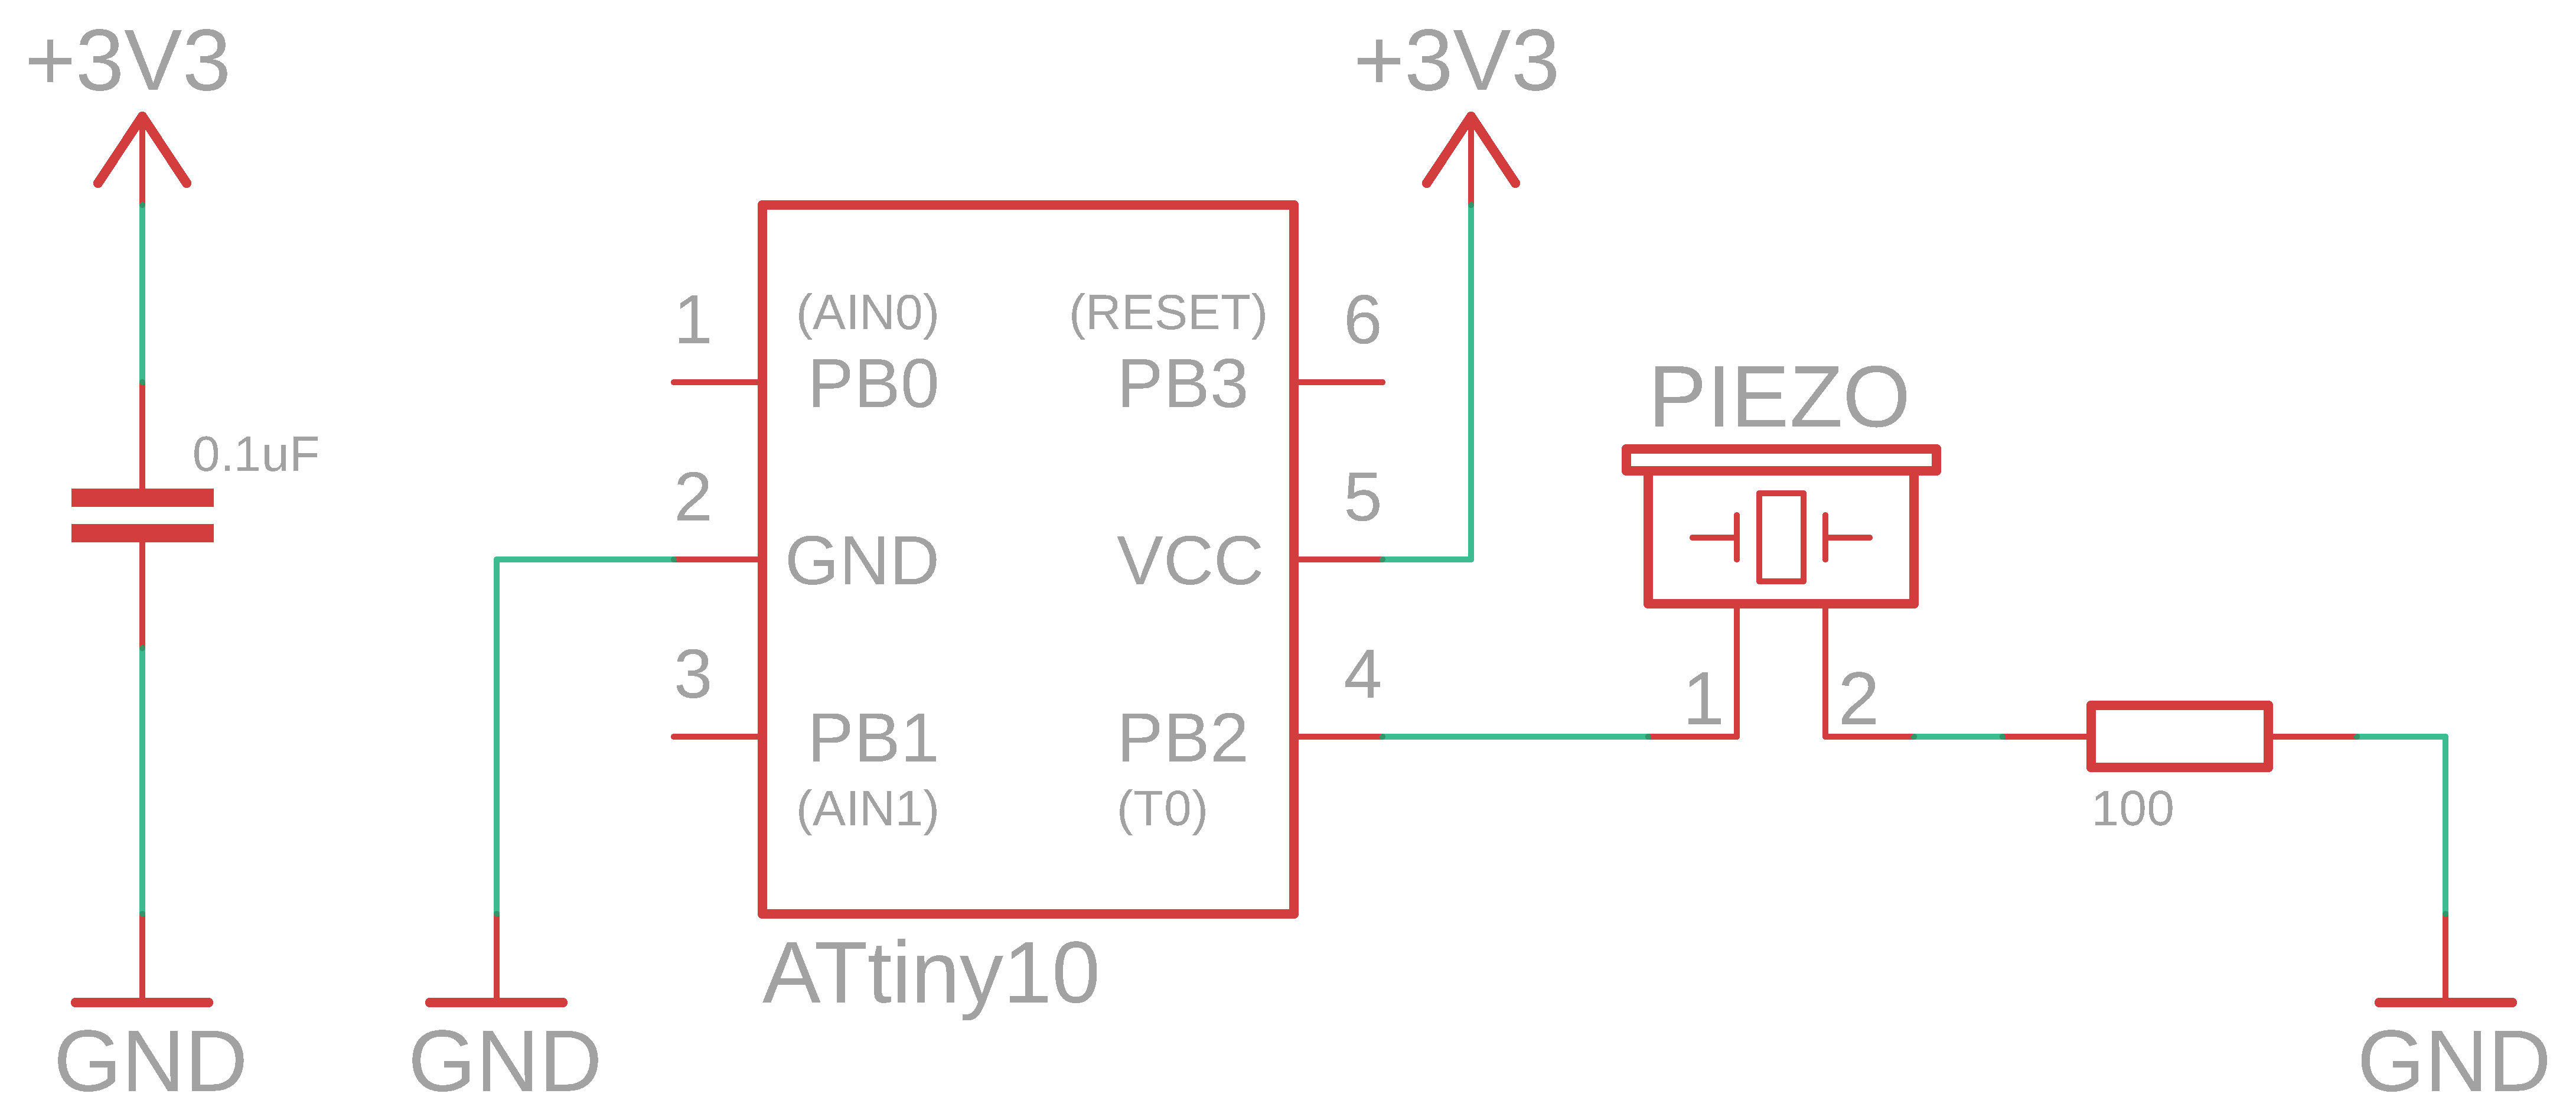 +3V3
+3V3
1 (AIN0) (RESET) 6
PB0 PB3
PIEZO
0.1uF
2 5
GND VCC
3 4
1 2
PB1 PB2
(AIN1) (T0)
100
ATtiny10
GND
GND
GND